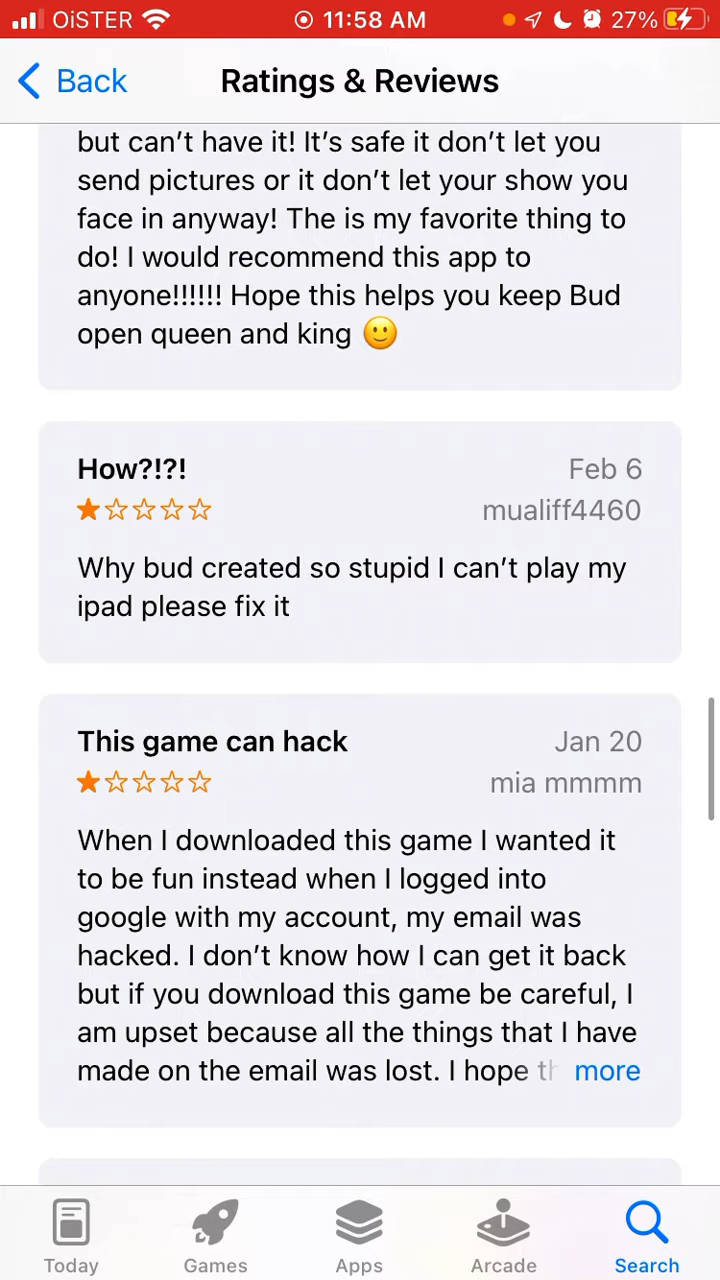 OiSTER 11:58 AM 27%
Back Ratings & Reviews
but can't have it! It's safe it don't let you
send pictures or it don't let your show you
face in anyway! The is my favorite thing to
do! I would recommend this app to
anyone!!!!!! Hope this helps you keep Bud
open queen and king 🙂
How?!?! Feb 6
mualiff4460
Why bud created so stupid I can't play my
ipad please fix it
This game can hack Jan 20
mia mmmm
When I downloaded this game I wanted it
to be fun instead when I logged into
google with my account, my email was
hacked. I don't know how I can get it back
but if you download this game be careful, I
am upset because all the things that I have
made on the email was lost. I hope th more
Today Games Apps Arcade Search